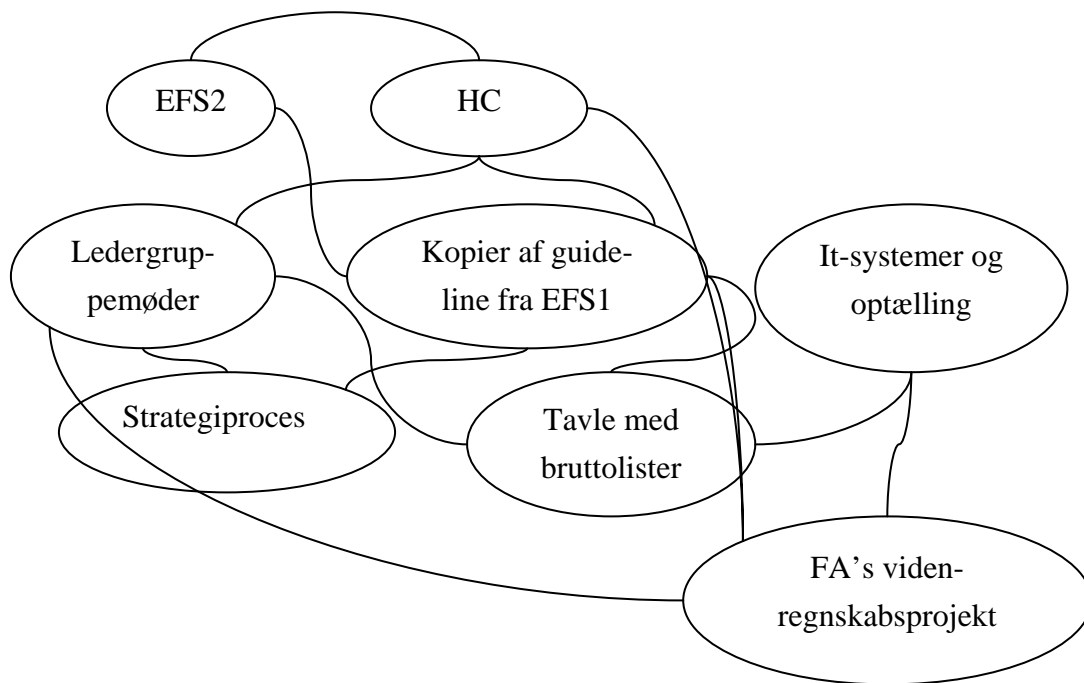 EFS2
HC
Ledergrup-
pemøder
Kopier af guide-
line fra EFS1
It-systemer og
optælling
Strategiproces
Tavle med
bruttolister
FA's viden-
regnskabsprojekt